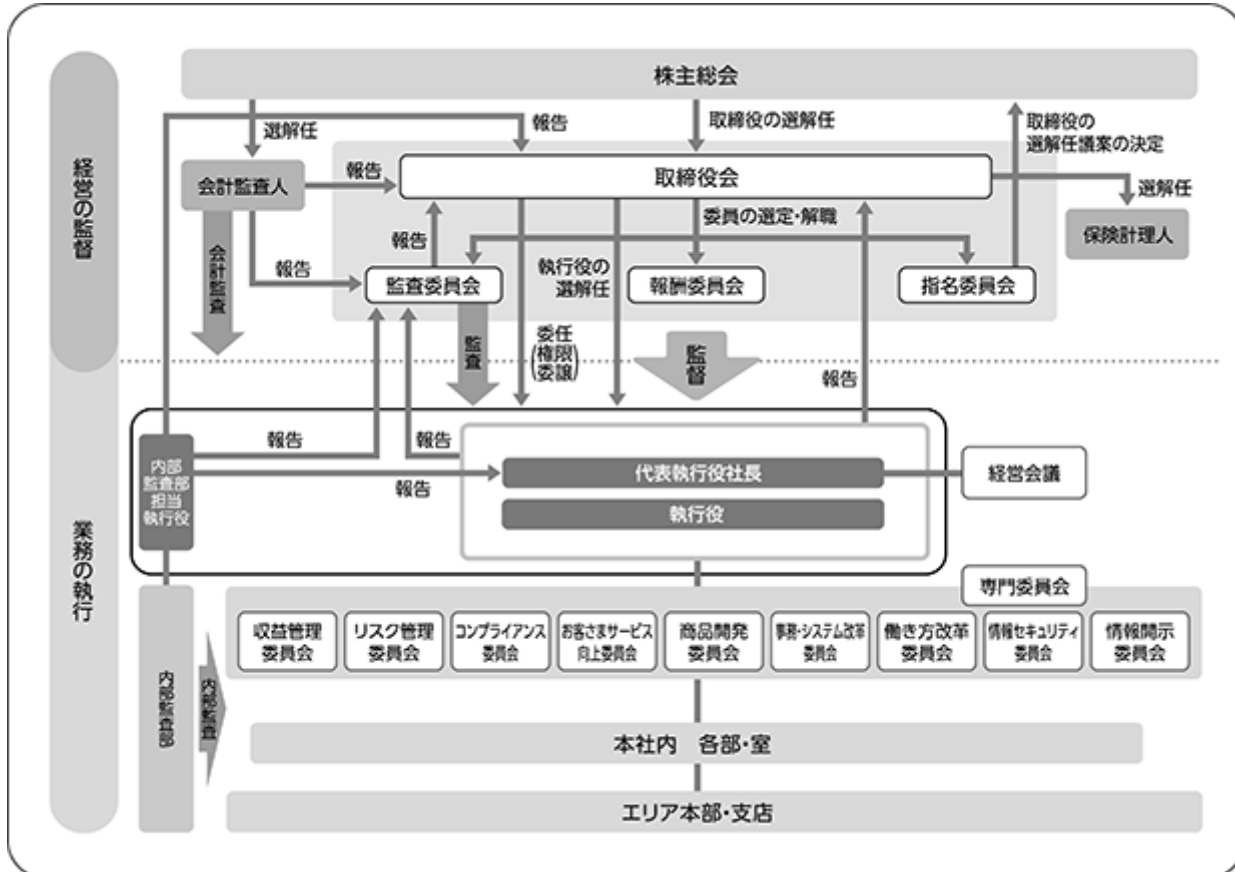 株主総会
経営の監督
選解任
報告
取締役の選解任
取締役の
選解任議案の決定
会計監査人
報告
取締役会
選解任
保険計理人
委員の選定・解職
会計監査
報告
報告
執行役の
選解任
監査委員会
報酬委員会
指名委員会
監査
委任
(権限
委譲)
監督
報告
業務の執行
内部
監査部
担当
執行役
報告
報告
報告
代表執行役社長
執行役
経営会議
専門委員会
収益管理
委員会
リスク管理
委員会
コンプライアンス
委員会
お客さまサービス
向上委員会
商品開発
委員会
事務・システム改革
委員会
働き方改革
委員会
情報セキュリティ
委員会
情報開示
委員会
内部監査部
内部監査
本社内　各部・室
エリア本部・支店